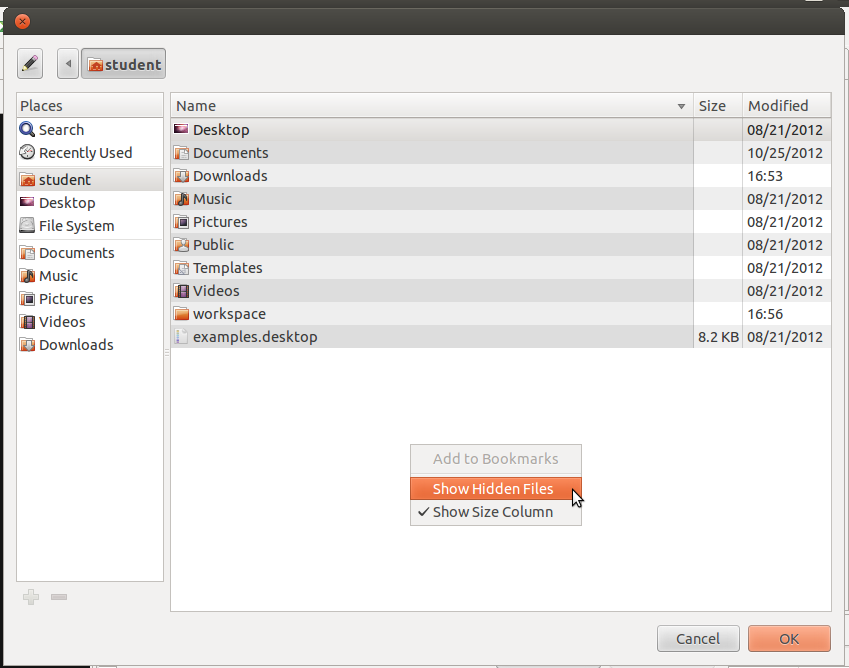 student
Places
Search
Recently Used
student
Desktop
File System
Documents
Music
Pictures
Videos
Downloads
Name Size Modified
Desktop 08/21/2012
Documents 10/25/2012
Downloads 16:53
Music 08/21/2012
Pictures 08/21/2012
Public 08/21/2012
Templates 08/21/2012
Videos 08/21/2012
workspace 16:56
examples.desktop 8.2 KB 08/21/2012
Add to Bookmarks
Show Hidden Files
Show Size Column
Cancel OK